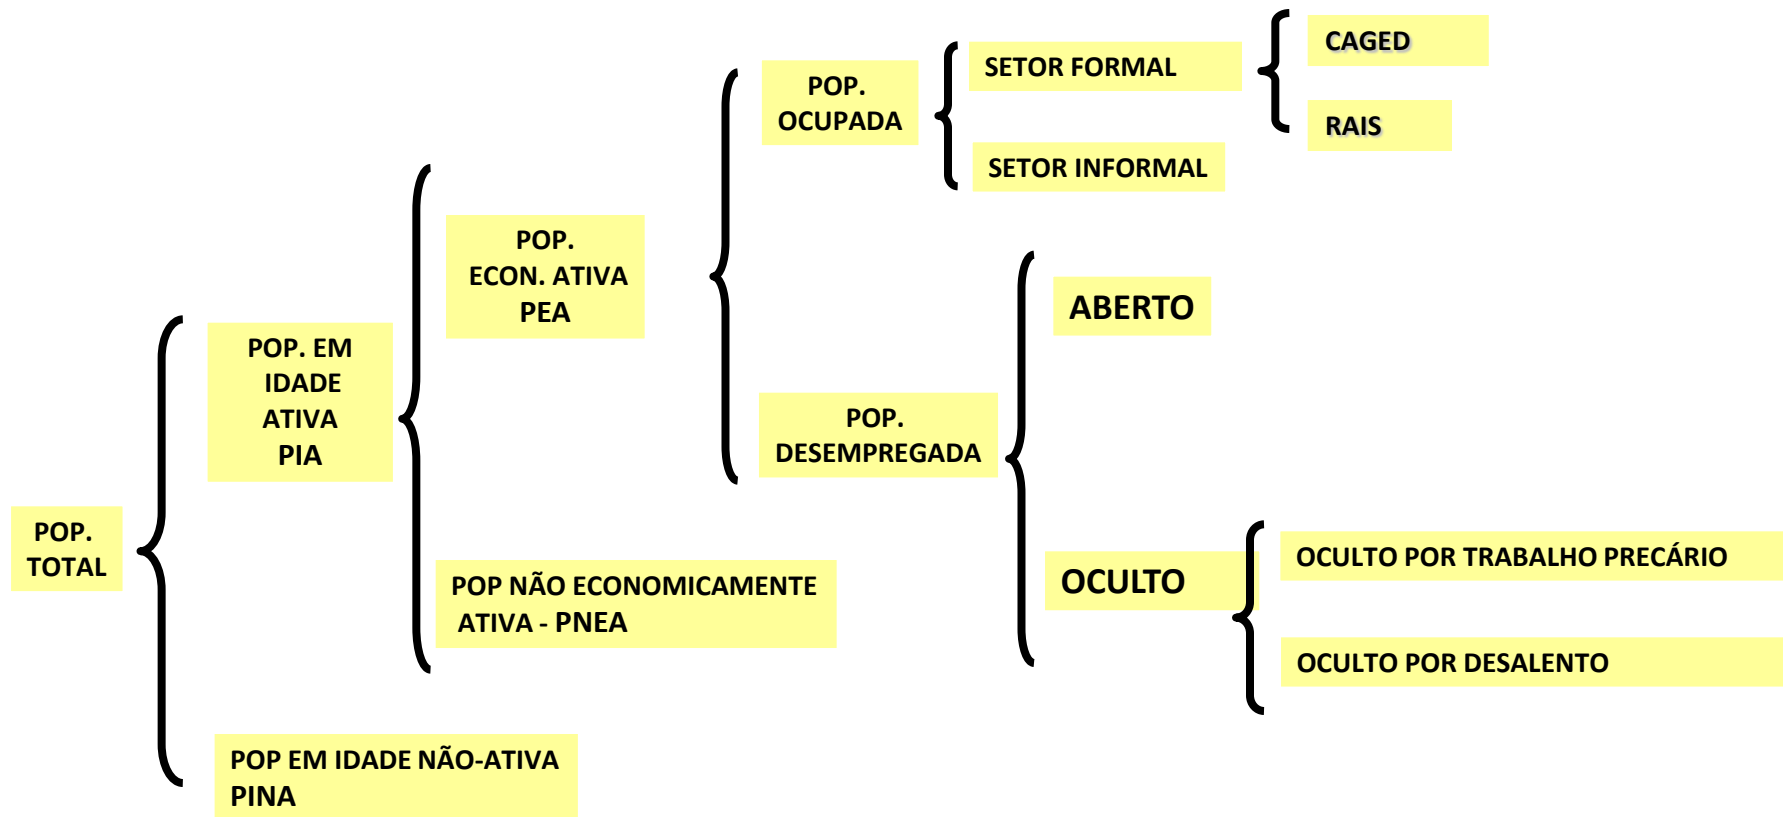 POP.
TOTAL
POP. EM
IDADE
ATIVA
PIA
POP EM IDADE NÃO-ATIVA
PINA
POP.
ECON. ATIVA
PEA
POP NÃO ECONOMICAMENTE
ATIVA - PNEA
POP.
OCUPADA
POP.
DESEMPREGADA
SETOR FORMAL
SETOR INFORMAL
CAGED
RAIS
ABERTO
OCULTO
OCULTO POR TRABALHO PRECÁRIO
OCULTO POR DESALENTO